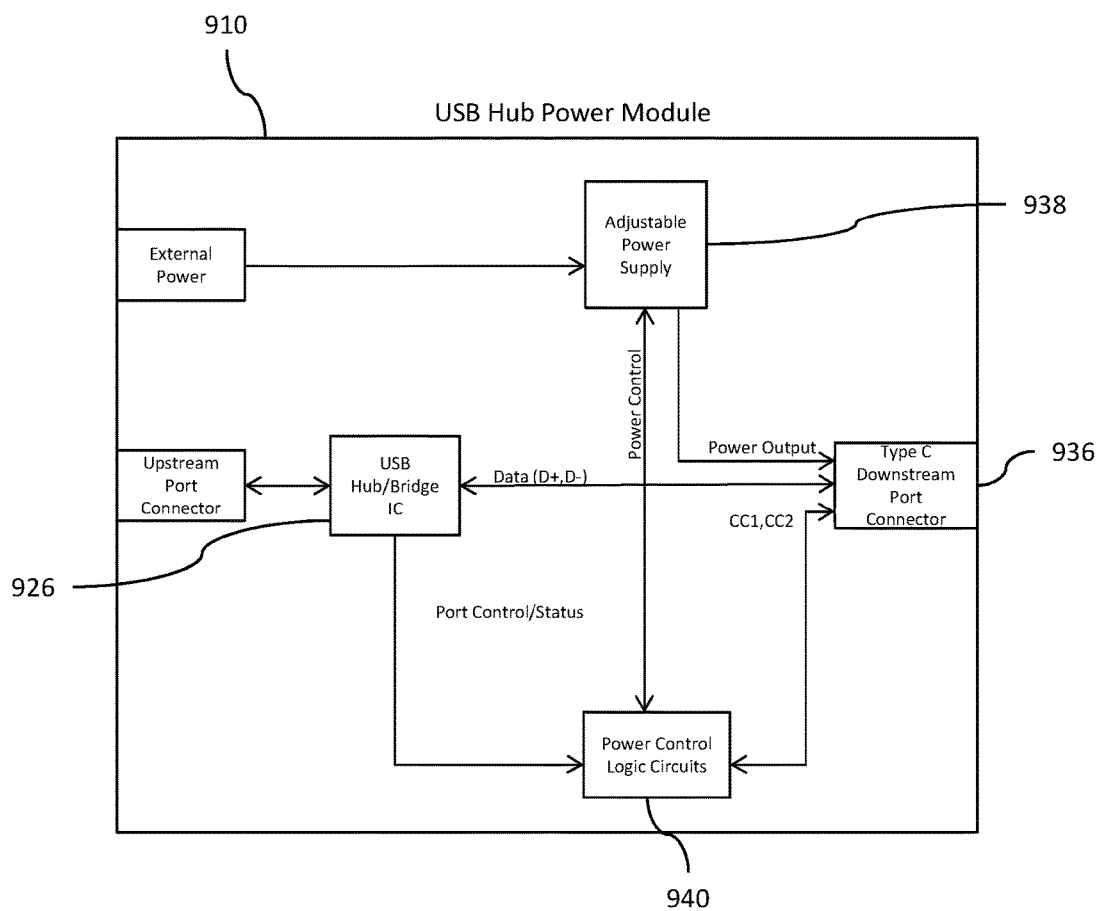 910
USB Hub Power Module
938
Adjustable
Power
Supply
External
Power
Power Control
Power Output
936
Type C
Downstream
Port
Connector
Upstream
Port
Connector
USB
Hub/Bridge
IC
Data (D+,D-)
CC1,CC2
926
Port Control/Status
Power Control
Logic Circuits
940